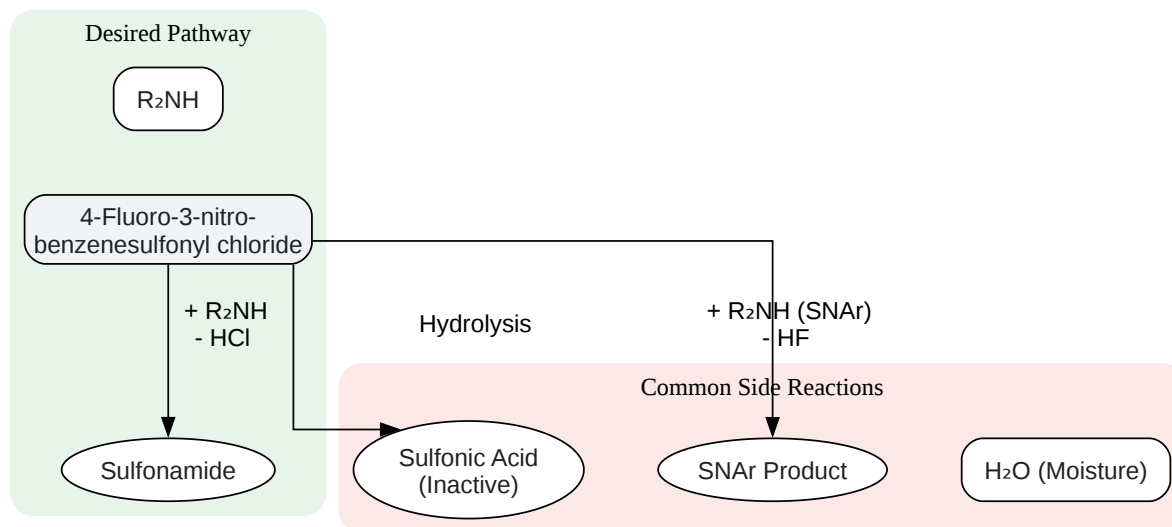 Desired Pathway
R₂NH
4-Fluoro-3-nitro-
benzenesulfonyl chloride
+ R₂NH
- HCl
Hydrolysis
+ R₂NH (SNAr)
- HF
Common Side Reactions
Sulfonamide
Sulfonic Acid
(Inactive)
SNAr Product
H₂O (Moisture)